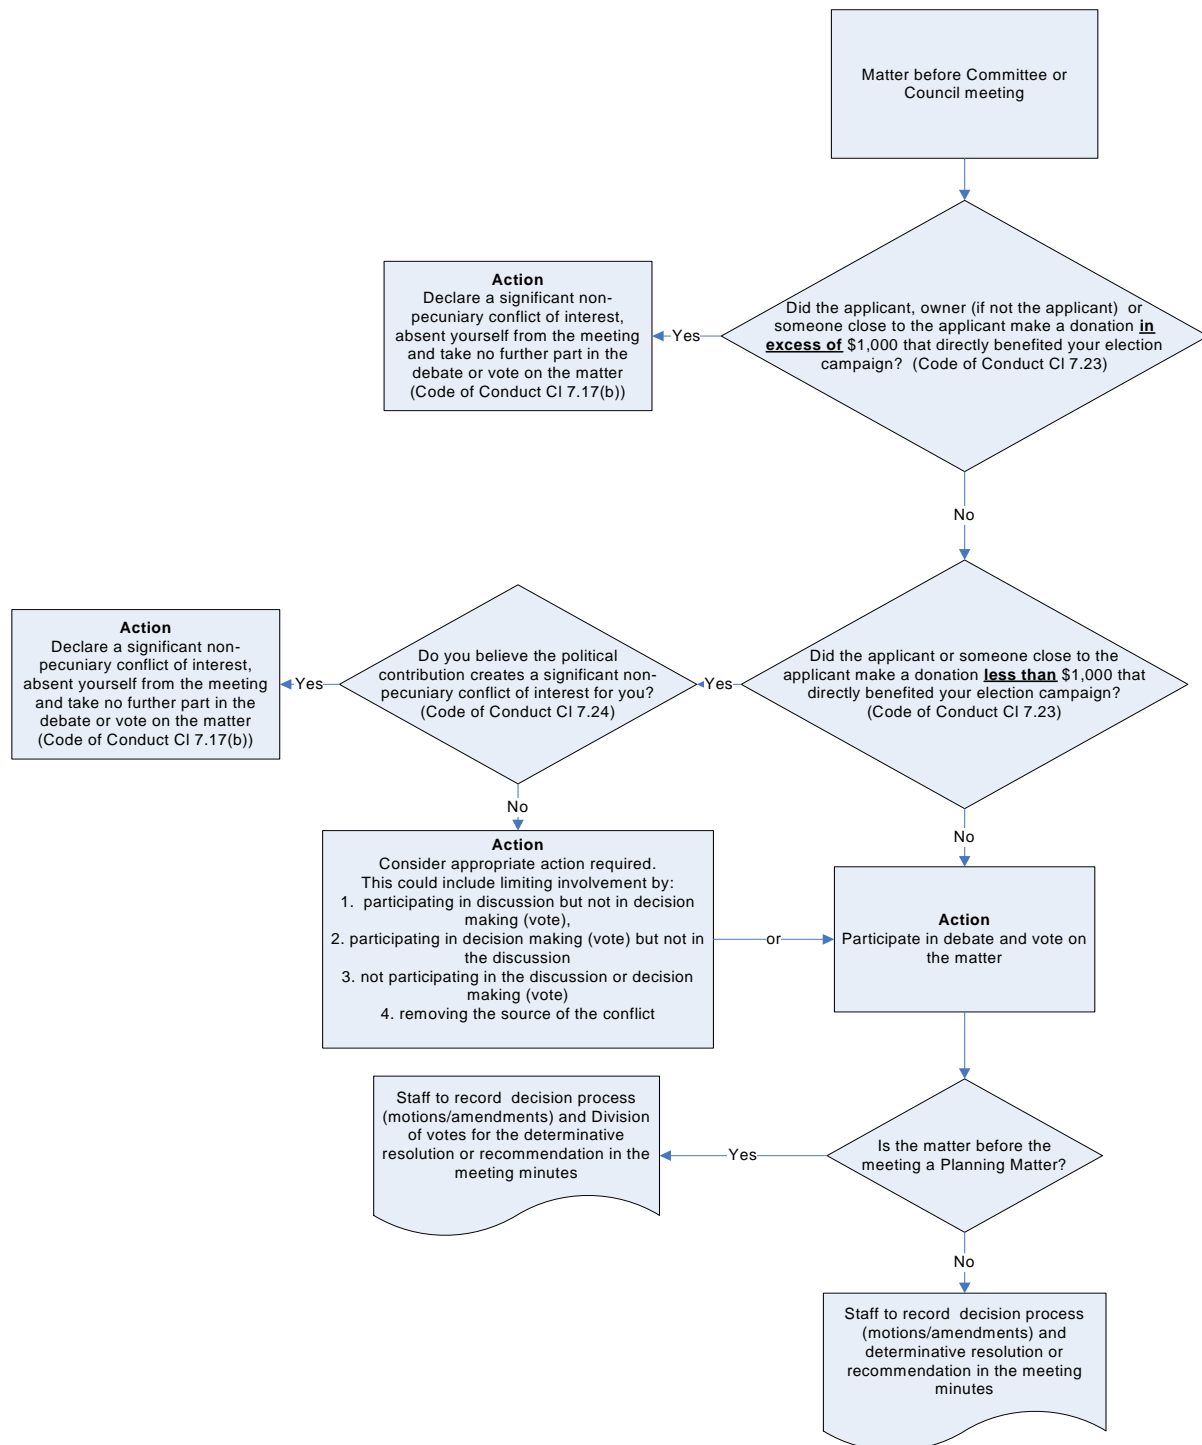 Matter before Committee or
Council meeting
Did the applicant, owner (if not the applicant)  or
someone close to the applicant make a donation in
excess of $1,000 that directly benefited your election
campaign?  (Code of Conduct Cl 7.23)
Yes
Action
Declare a significant non-
pecuniary conflict of interest,
absent yourself from the meeting
and take no further part in the
debate or vote on the matter
(Code of Conduct Cl 7.17(b))
No
Did the applicant or someone close to the
applicant make a donation less than $1,000 that
directly benefited your election campaign?
(Code of Conduct Cl 7.23)
Yes
Do you believe the political
contribution creates a significant non-
pecuniary conflict of interest for you?
(Code of Conduct Cl 7.24)
Yes
Action
Declare a significant non-
pecuniary conflict of interest,
absent yourself from the meeting
and take no further part in the
debate or vote on the matter
(Code of Conduct Cl 7.17(b))
No
Action
Consider appropriate action required.
This could include limiting involvement by:
1.  participating in discussion but not in decision
making (vote),
2. participating in decision making (vote) but not in
the discussion
3. not participating in the discussion or decision
making (vote)
4. removing the source of the conflict
or
No
Action
Participate in debate and vote on
the matter
Is the matter before the
meeting a Planning Matter?
Yes
Staff to record  decision process
(motions/amendments) and Division
of votes for the determinative
resolution or recommendation in the
meeting minutes
No
Staff to record  decision process
(motions/amendments) and
determinative resolution or
recommendation in the meeting
minutes